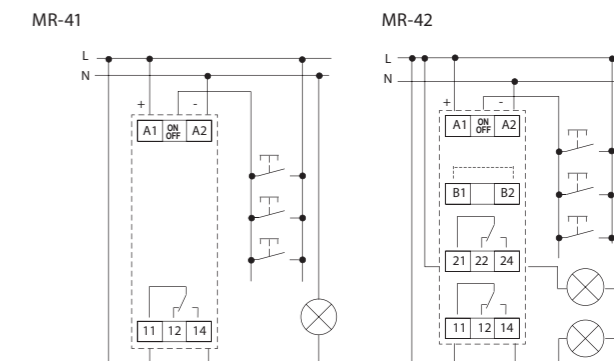 MR-41
L
N
+ -
A1 ON OFF A2
11 12 14
MR-42
L
N
+ -
A1 ON OFF A2
B1 B2
21 22 24
11 12 14